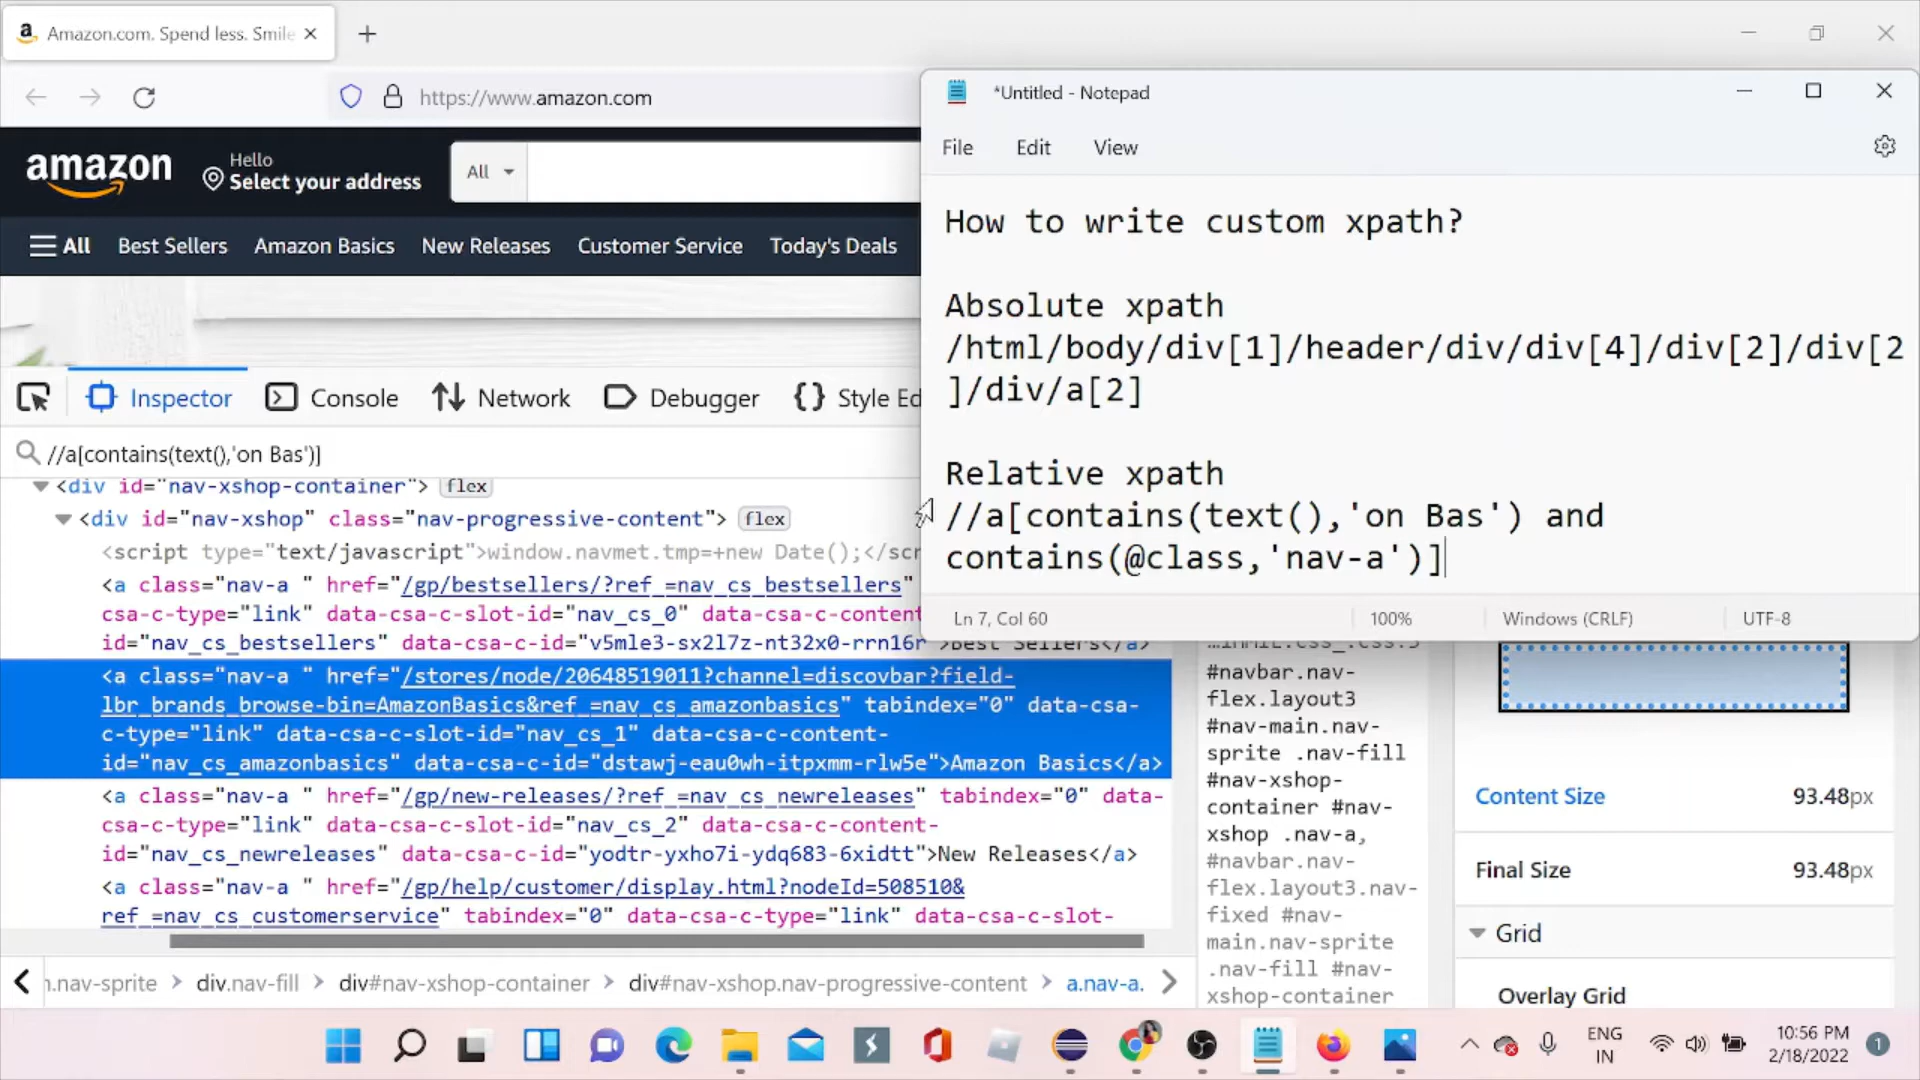 Amazon.com. Spend less. Smile
https://www.amazon.com
amazon
Hello
Select your address
All
All
Best Sellers
Amazon Basics
New Releases
Customer Service
Today's Deals
Inspector
Console
Network
Debugger
{} Style Ed
//a[contains(text(),'on Bas')]
<div id="nav-xshop-container">
flex
<div id="nav-xshop" class="nav-progressive-content">
flex
<script type="text/javascript">window.navmet.tmp=+new Date();</scr
<a class="nav-a " href="/gp/bestsellers/?ref_=nav_cs_bestsellers"
csa-c-type="link" data-csa-c-slot-id="nav_cs_0" data-csa-c-content
id="nav_cs_bestsellers" data-csa-c-id="v5mle3-sx2l7z-nt32x0-rrn16r">Best Sellers</a>
<a class="nav-a " href="/stores/node/20648519011?channel=discovbar?field-
lbr_brands_browse-bin=AmazonBasics&ref_=nav_cs_amazonbasics" tabindex="0" data-csa-
c-type="link" data-csa-c-slot-id="nav_cs_1" data-csa-c-content-
id="nav_cs_amazonbasics" data-csa-c-id="dstawj-eau0wh-itpxmm-rlw5e">Amazon Basics</a>
<a class="nav-a " href="/gp/new-releases/?ref_=nav_cs_newreleases" tabindex="0" data-
csa-c-type="link" data-csa-c-slot-id="nav_cs_2" data-csa-c-content-
id="nav_cs_newreleases" data-csa-c-id="yodtr-yxho7i-ydq683-6xidtt">New Releases</a>
<a class="nav-a " href="/gp/help/customer/display.html?nodeId=508510&
ref_=nav_cs_customerservice" tabindex="0" data-csa-c-type="link" data-csa-c-slot-
.nav-sprite
div.nav-fill
div#nav-xshop-container
div#nav-xshop.nav-progressive-content
a.nav-a.
*Untitled - Notepad
File
Edit
View
How to write custom xpath?
Absolute xpath
/html/body/div[1]/header/div/div[4]/div[2]/div[2
]/div/a[2]
Relative xpath
//a[contains(text(),'on Bas') and
contains(@class,'nav-a')]
Ln 7, Col 60
100%
Windows (CRLF)
UTF-8
#navbar.nav-
flex.layout3
#nav-main.nav-
sprite .nav-fill
#nav-xshop-
container #nav-
xshop .nav-a,
#navbar.nav-
flex.layout3.nav-
fixed #nav-
main.nav-sprite
.nav-fill #nav-
xshop-container
Content Size
93.48px
Final Size
93.48px
Grid
Overlay Grid
ENG
IN
10:56 PM
2/18/2022
1